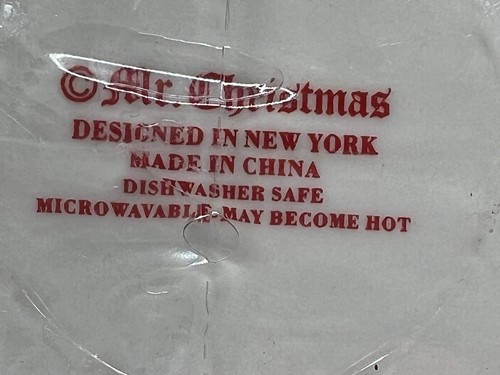 ©Mr. Christmas
DESIGNED IN NEW YORK
MADE IN CHINA
DISHWASHER SAFE
MICROWAVABLE-MAY BECOME HOT